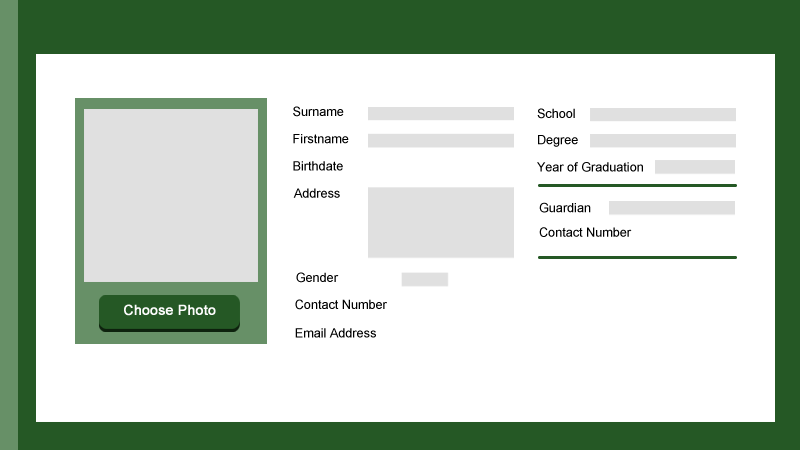 Choose Photo
Surname
Firstname
Birthdate
Address
Gender
Contact Number
Email Address
School
Degree
Year of Graduation
Guardian
Contact Number